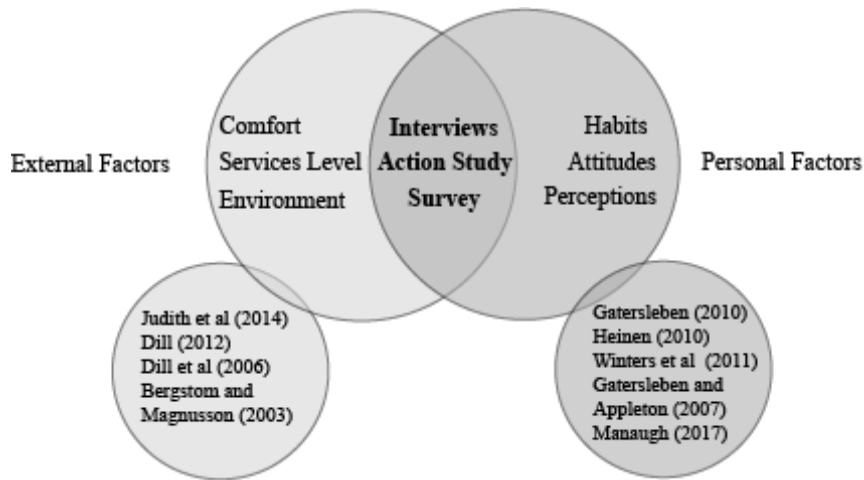 External Factors
Comfort
Services Level
Environment
Interviews
Action Study
Survey
Habits
Attitudes
Perceptions
Personal Factors
Judith et al (2014)
Dill (2012)
Dill et al (2006)
Bergstom and
Magnusson (2003)
Gatersleben (2010)
Heinen (2010)
Winters et al (2011)
Gatersleben and
Appleton (2007)
Manaugh (2017)